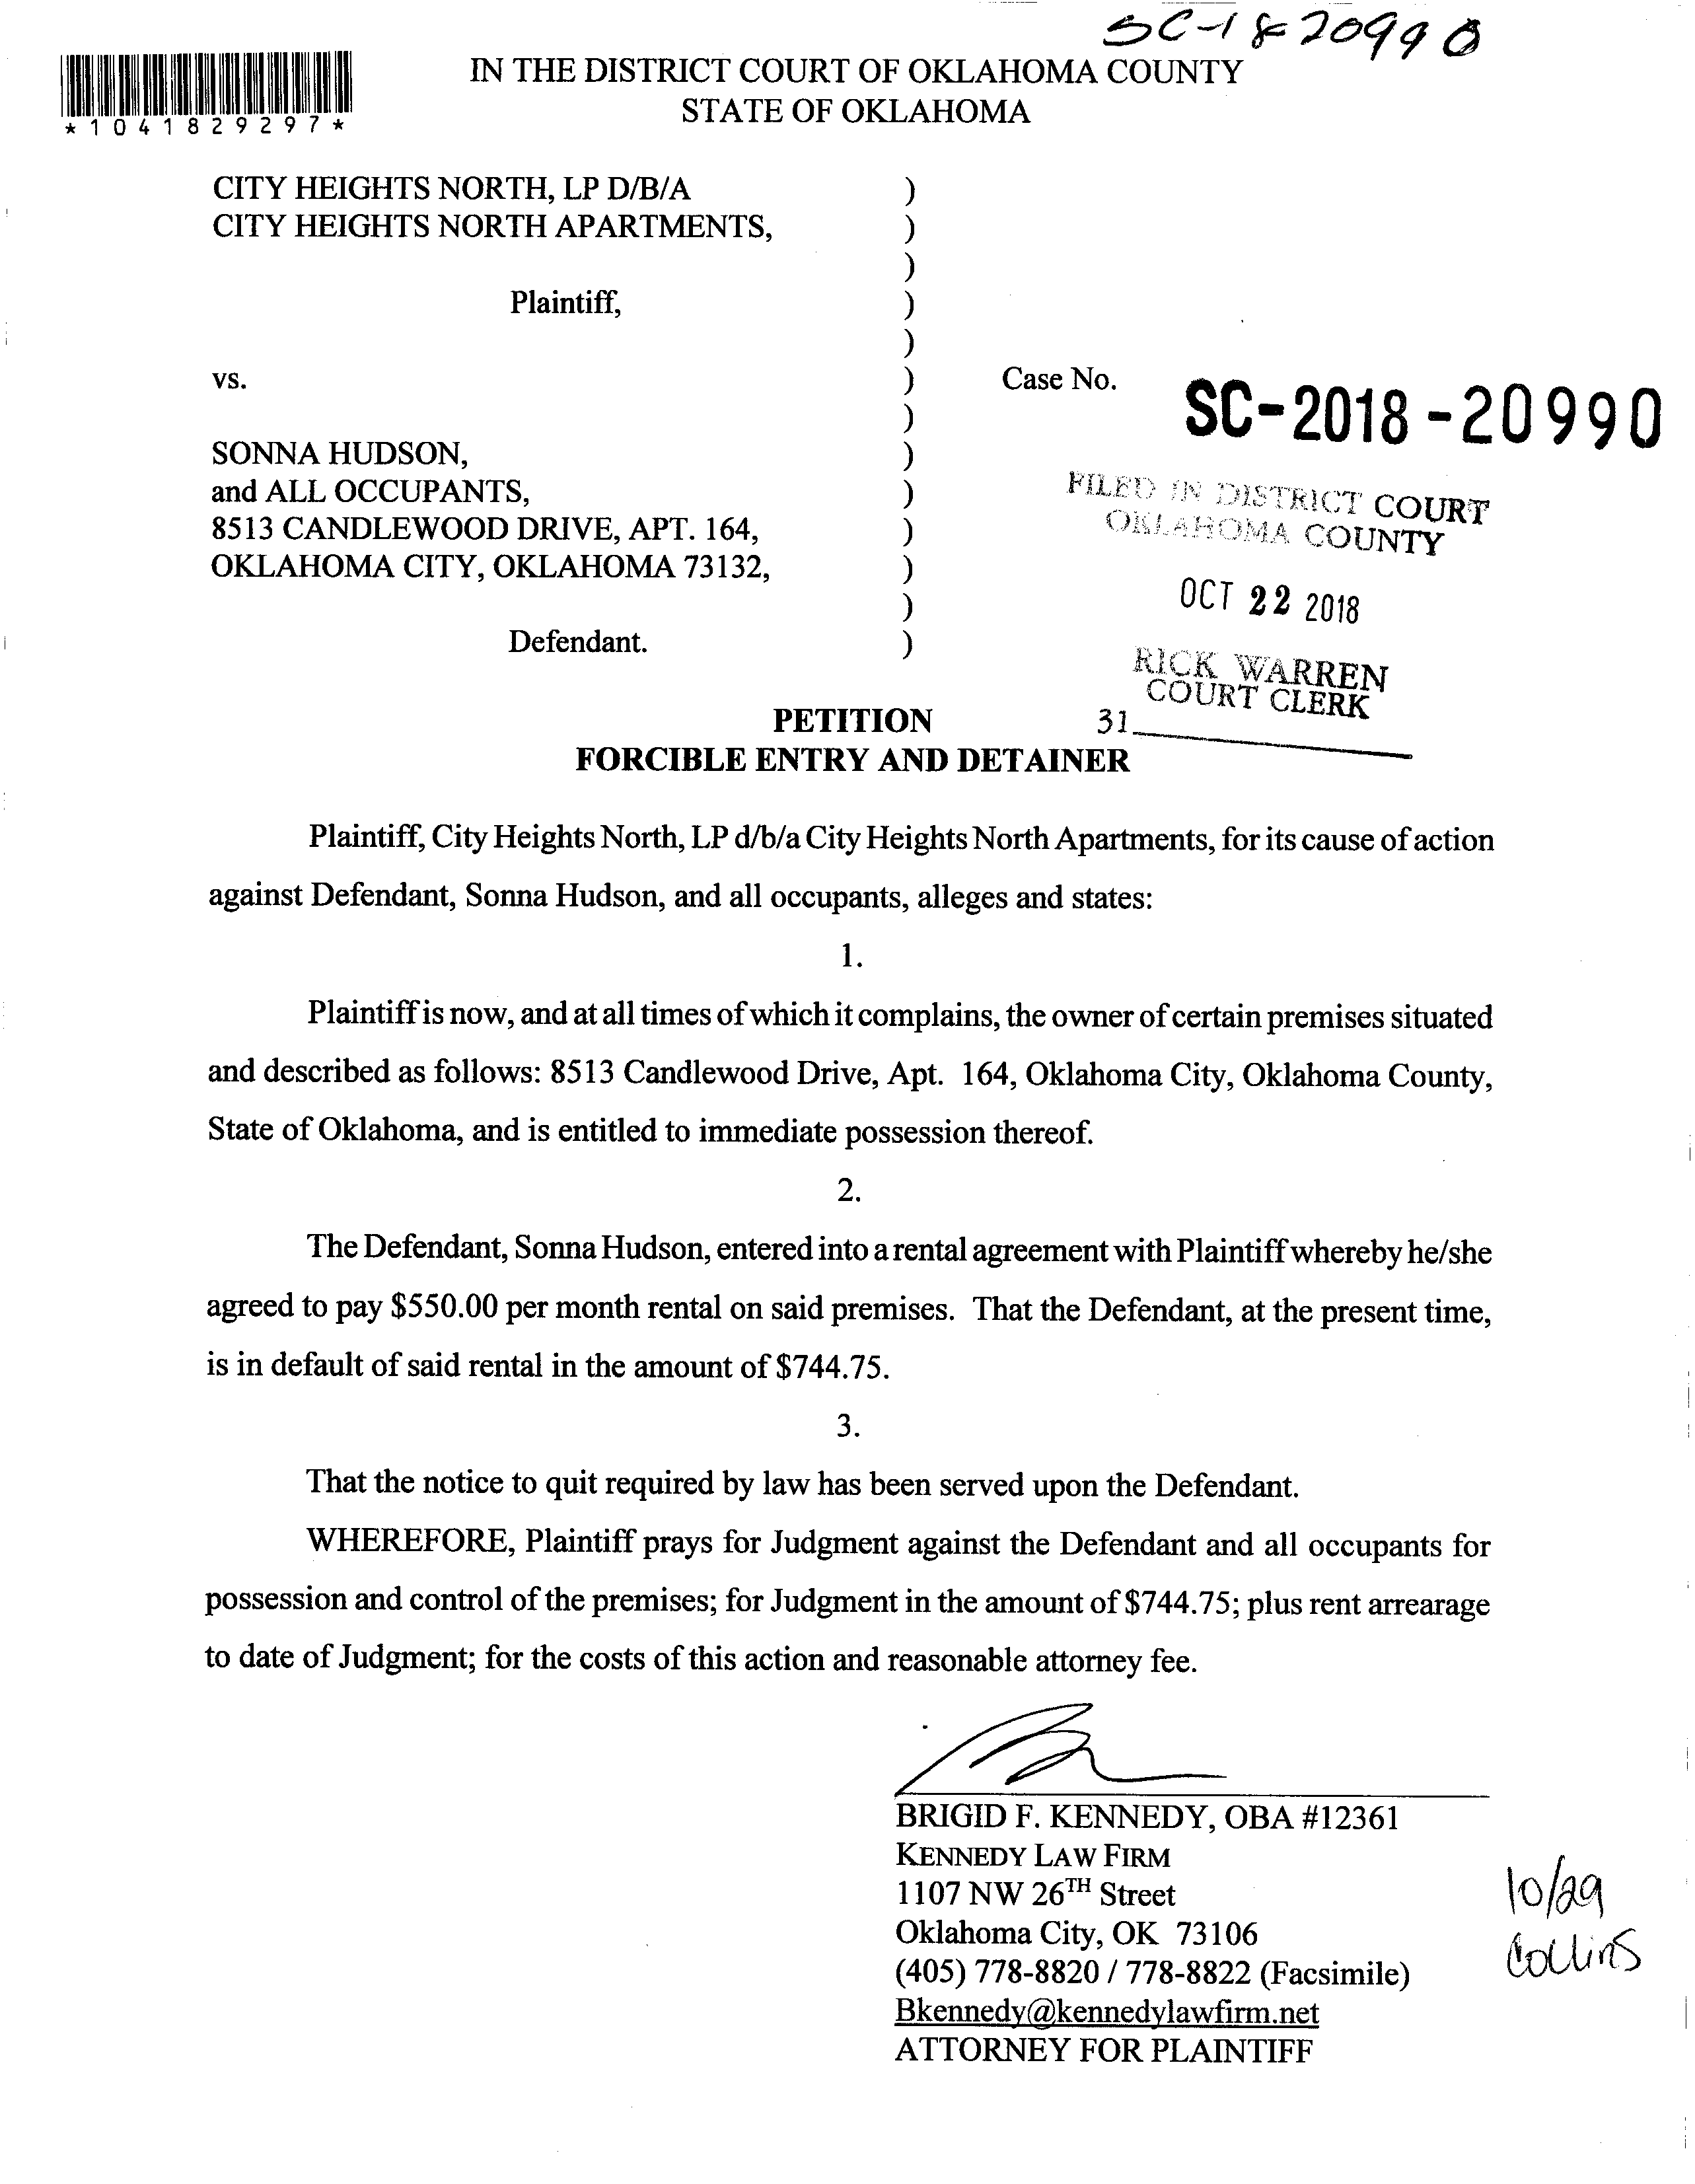 SC-18-20990
*1041829297*
IN THE DISTRICT COURT OF OKLAHOMA COUNTY
STATE OF OKLAHOMA
CITY HEIGHTS NORTH, LP D/B/A )
CITY HEIGHTS NORTH APARTMENTS, )
)
Plaintiff, )
)
vs. ) Case No. SC-2018-20990
)
SONNA HUDSON, )
and ALL OCCUPANTS, )
8513 CANDLEWOOD DRIVE, APT. 164, )
OKLAHOMA CITY, OKLAHOMA 73132, )
)
Defendant. )
FILED IN DISTRICT COURT
OKLAHOMA COUNTY
OCT 22 2018
RICK WARREN
COURT CLERK
31
PETITION
FORCIBLE ENTRY AND DETAINER
Plaintiff, City Heights North, LP d/b/a City Heights North Apartments, for its cause of action
against Defendant, Sonna Hudson, and all occupants, alleges and states:
1.
Plaintiff is now, and at all times of which it complains, the owner of certain premises situated
and described as follows: 8513 Candlewood Drive, Apt. 164, Oklahoma City, Oklahoma County,
State of Oklahoma, and is entitled to immediate possession thereof.
2.
The Defendant, Sonna Hudson, entered into a rental agreement with Plaintiff whereby he/she
agreed to pay $550.00 per month rental on said premises. That the Defendant, at the present time,
is in default of said rental in the amount of $744.75.
3.
That the notice to quit required by law has been served upon the Defendant.
WHEREFORE, Plaintiff prays for Judgment against the Defendant and all occupants for
possession and control of the premises; for Judgment in the amount of $744.75; plus rent arrearage
to date of Judgment; for the costs of this action and reasonable attorney fee.
BRIGID F. KENNEDY, OBA #12361
KENNEDY LAW FIRM
1107 NW 26TH Street
Oklahoma City, OK 73106
(405) 778-8820 / 778-8822 (Facsimile)
Bkennedy@kennedylawfirm.net
ATTORNEY FOR PLAINTIFF
10/29
Collins